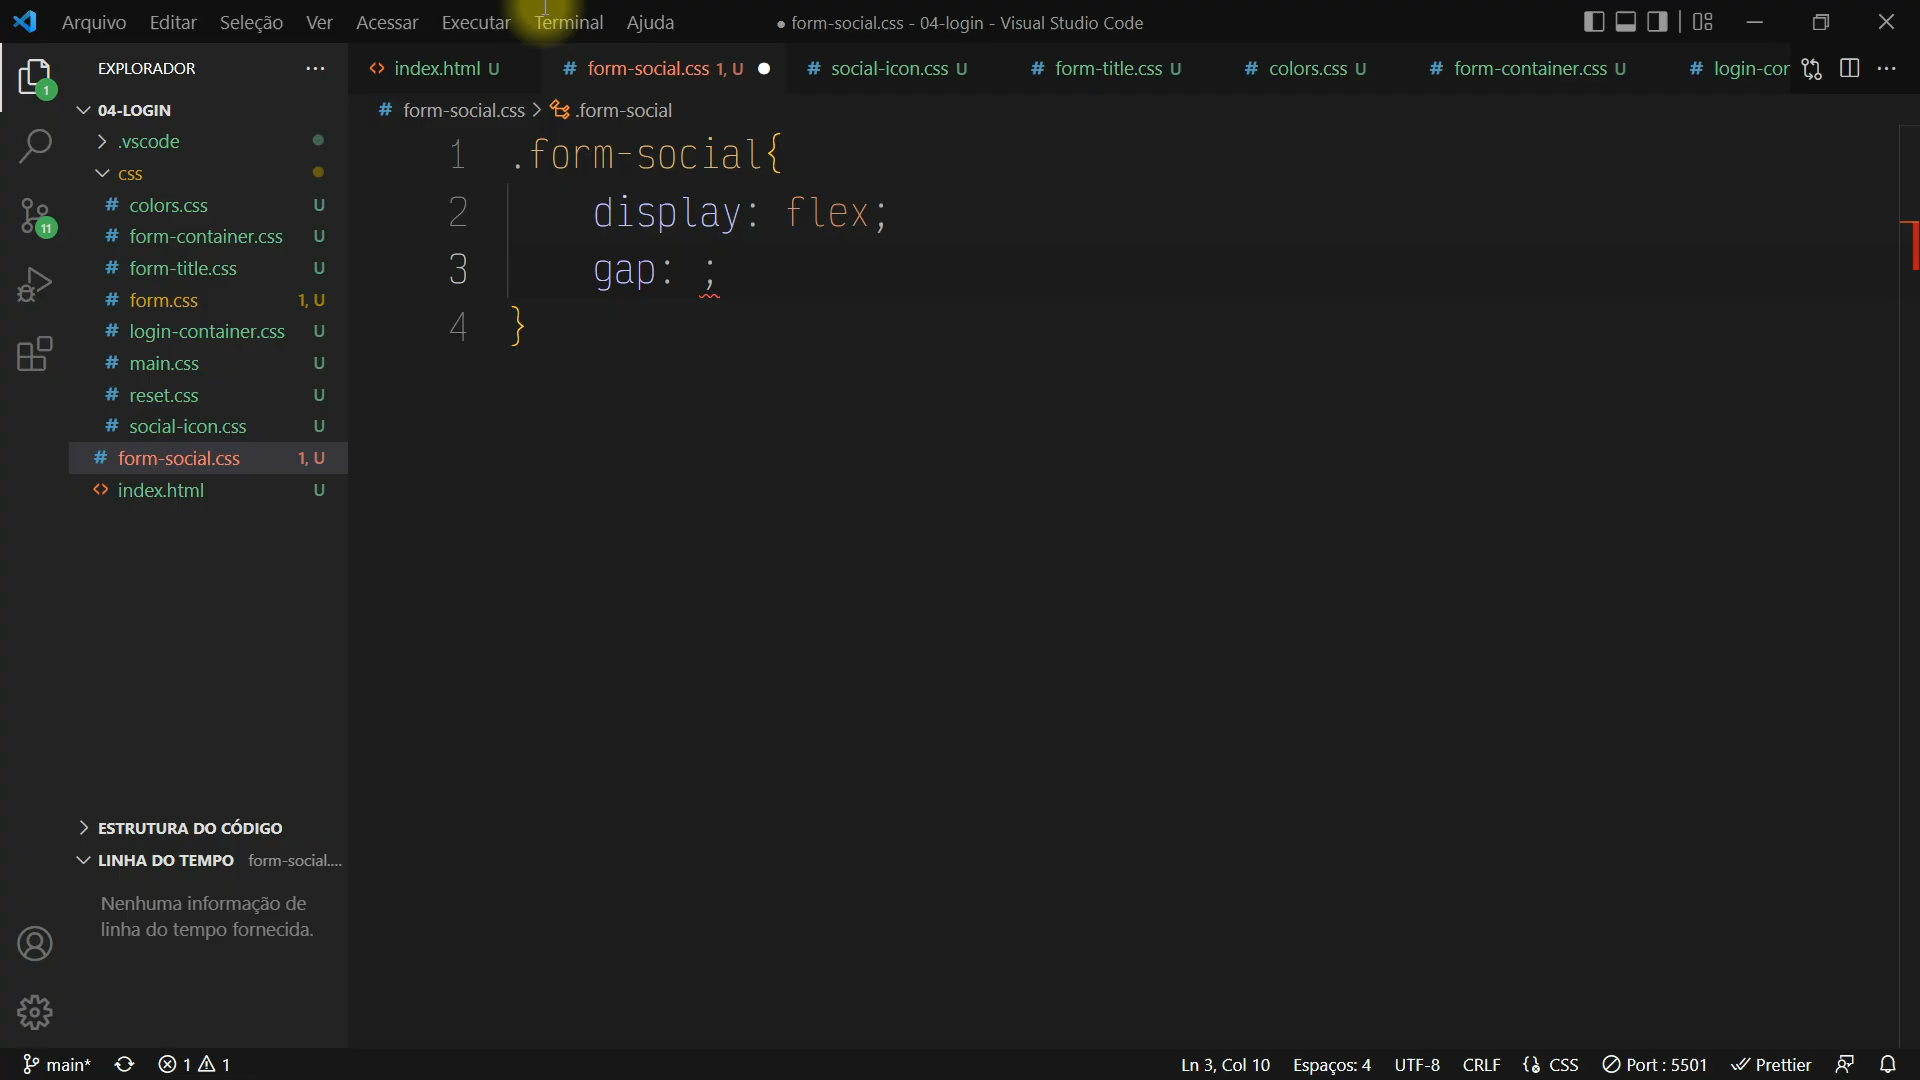 Arquivo Editar Seleção Ver Acessar Executar Terminal Ajuda
● form-social.css - 04-login - Visual Studio Code
EXPLORADOR
04-LOGIN
.vscode
css
# colors.css U
# form-container.css U
# form-title.css U
# form.css 1, U
# login-container.css U
# main.css U
# reset.css U
# social-icon.css U
# form-social.css 1, U
<> index.html U
ESTRUTURA DO CÓDIGO
LINHA DO TEMPO form-social....
Nenhuma informação de
linha do tempo fornecida.
1
11
<> index.html U # form-social.css 1, U ● # social-icon.css U # form-title.css U # colors.css U # form-container.css U # login-cor
# form-social.css > .form-social
1 .form-social{
2 display: flex;
3 gap: ;
4 }
main* 1 1 Ln 3, Col 10 Espaços: 4 UTF-8 CRLF {} CSS Port : 5501 Prettier